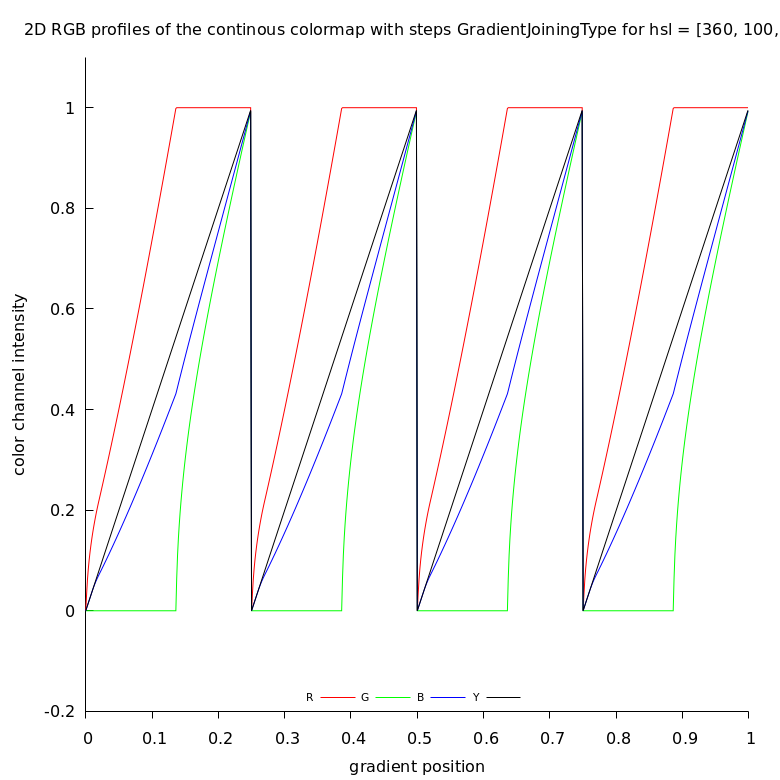 2D RGB profiles of the continous colormap with steps GradientJoiningType for hsl = [360, 100,
1
0.8
0.6
0.4
0.2
0
-0.2
color channel intensity
R G B Y
0 0.1 0.2 0.3 0.4 0.5 0.6 0.7 0.8 0.9 1
gradient position